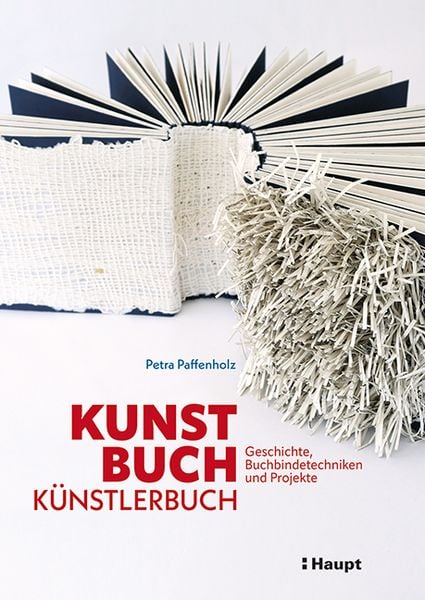 Petra Paffenholz
KUNST
BUCH
KÜNSTLERBUCH
Geschichte,
Buchbindetechniken
und Projekte
Haupt